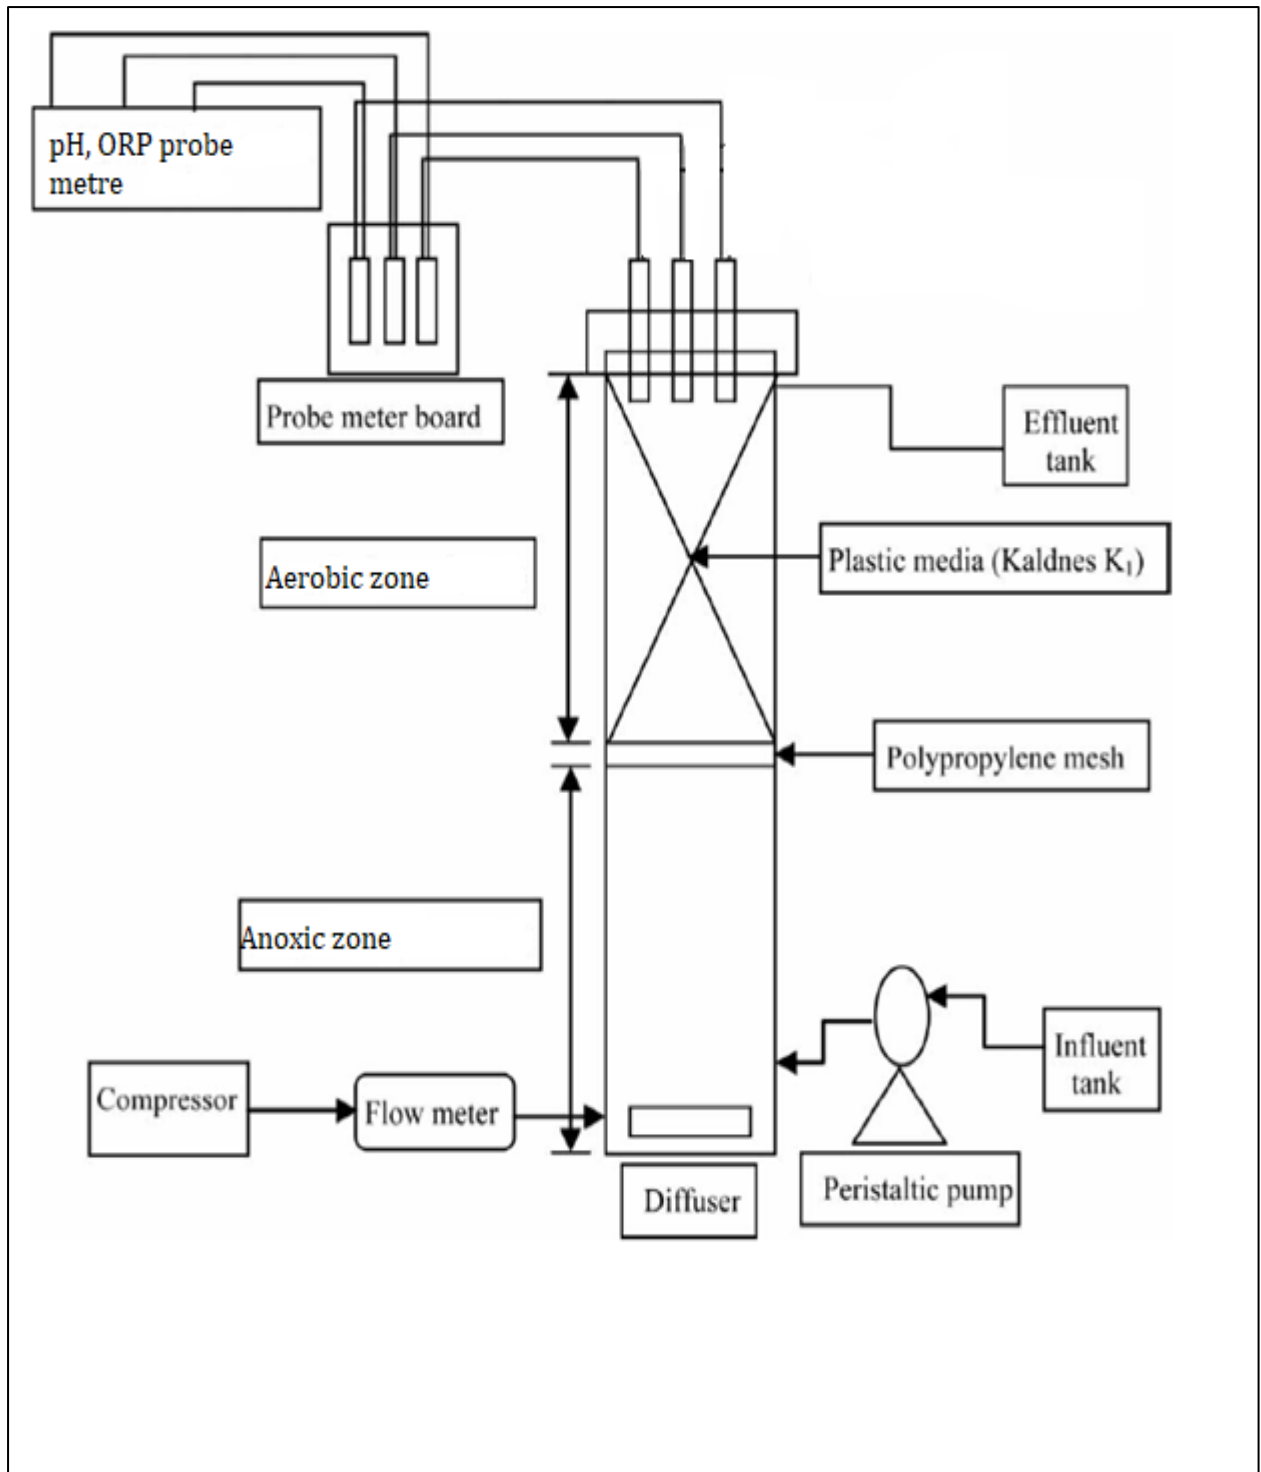 pH, ORP probe
metre
Probe meter board
Effluent
tank
Aerobic zone
Plastic media (Kaldnes K₁)
Polypropylene mesh
Anoxic zone
Influent
tank
Compressor
Flow meter
Diffuser
Peristaltic pump